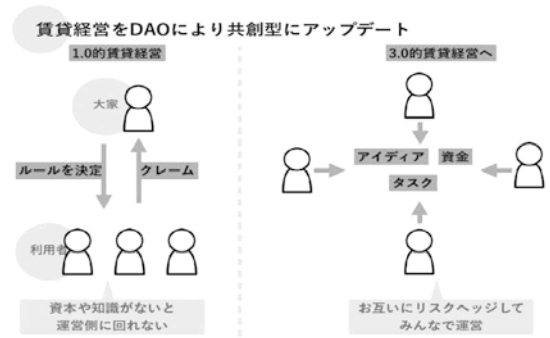 賃貸経営をDAOにより共創型にアップデート
1.0的賃貸経営
大家
ルールを決定
クレーム
利用者
資本や知識がないと
運営側に回れない
3.0的賃貸経営へ
アイディア 資金
タスク
お互いにリスクヘッジして
みんなで運営